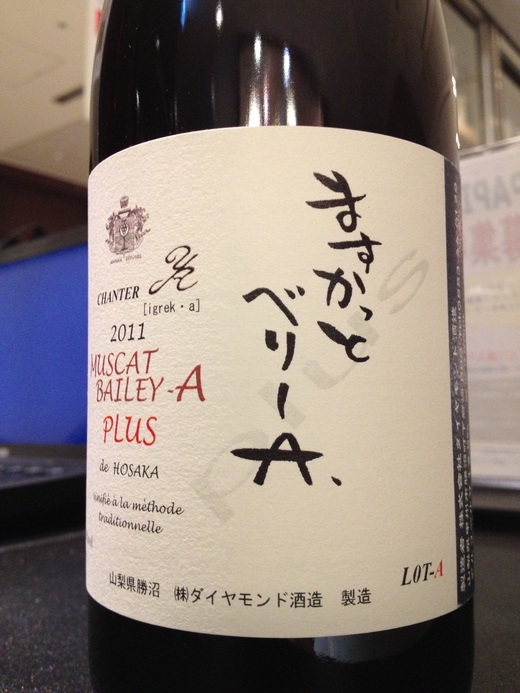 CHANTER YA
[igrek・a]
2011
MUSCAT
BAILEY-A
PLUS
de HOSAKA
vinifié à la méthode
traditionnelle
ますかっと
ベリーA、
Plus
LOT-A
山梨県勝沼 ㈱ダイヤモンド酒造 製造